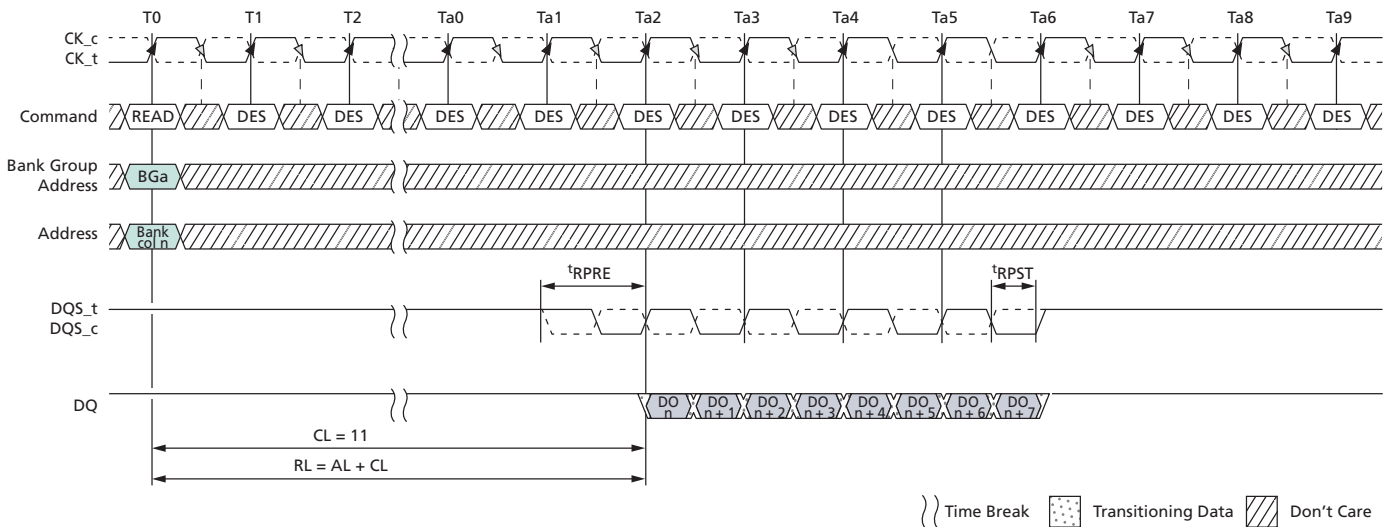 T0 T1 T2 Ta0 Ta1 Ta2 Ta3 Ta4 Ta5 Ta6 Ta7 Ta8 Ta9
CK_c
CK_t
Command READ DES DES DES DES DES DES DES DES DES DES DES DES
Bank Group
Address
BGa
Address
Bank
col n
tRPRE
tRPST
DQS_t
DQS_c
DQ
DO DO DO DO DO DO DO DO
n n + 1 n + 2 n + 3 n + 4 n + 5 n + 6 n + 7
CL = 11
RL = AL + CL
Time Break Transitioning Data Don't Care